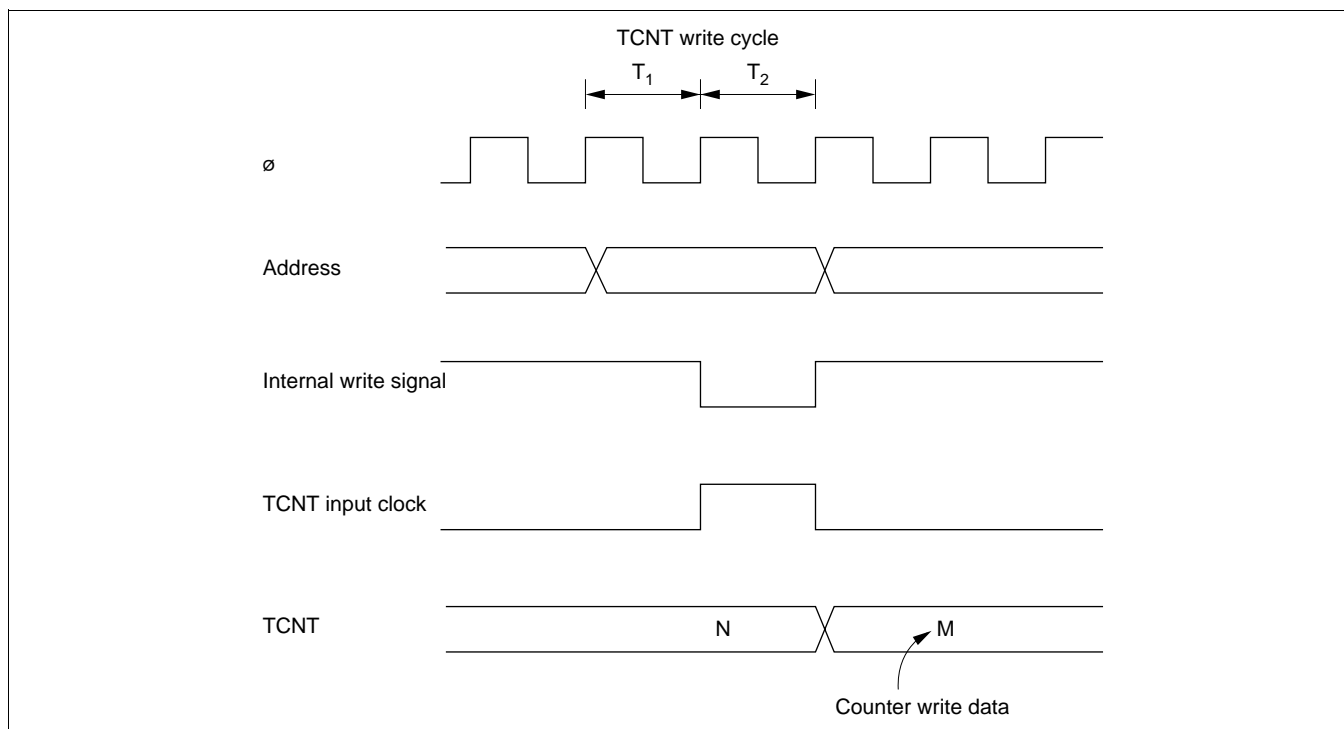 TCNT write cycle
T1 T2
ø
Address
Internal write signal
TCNT input clock
TCNT N M
Counter write data